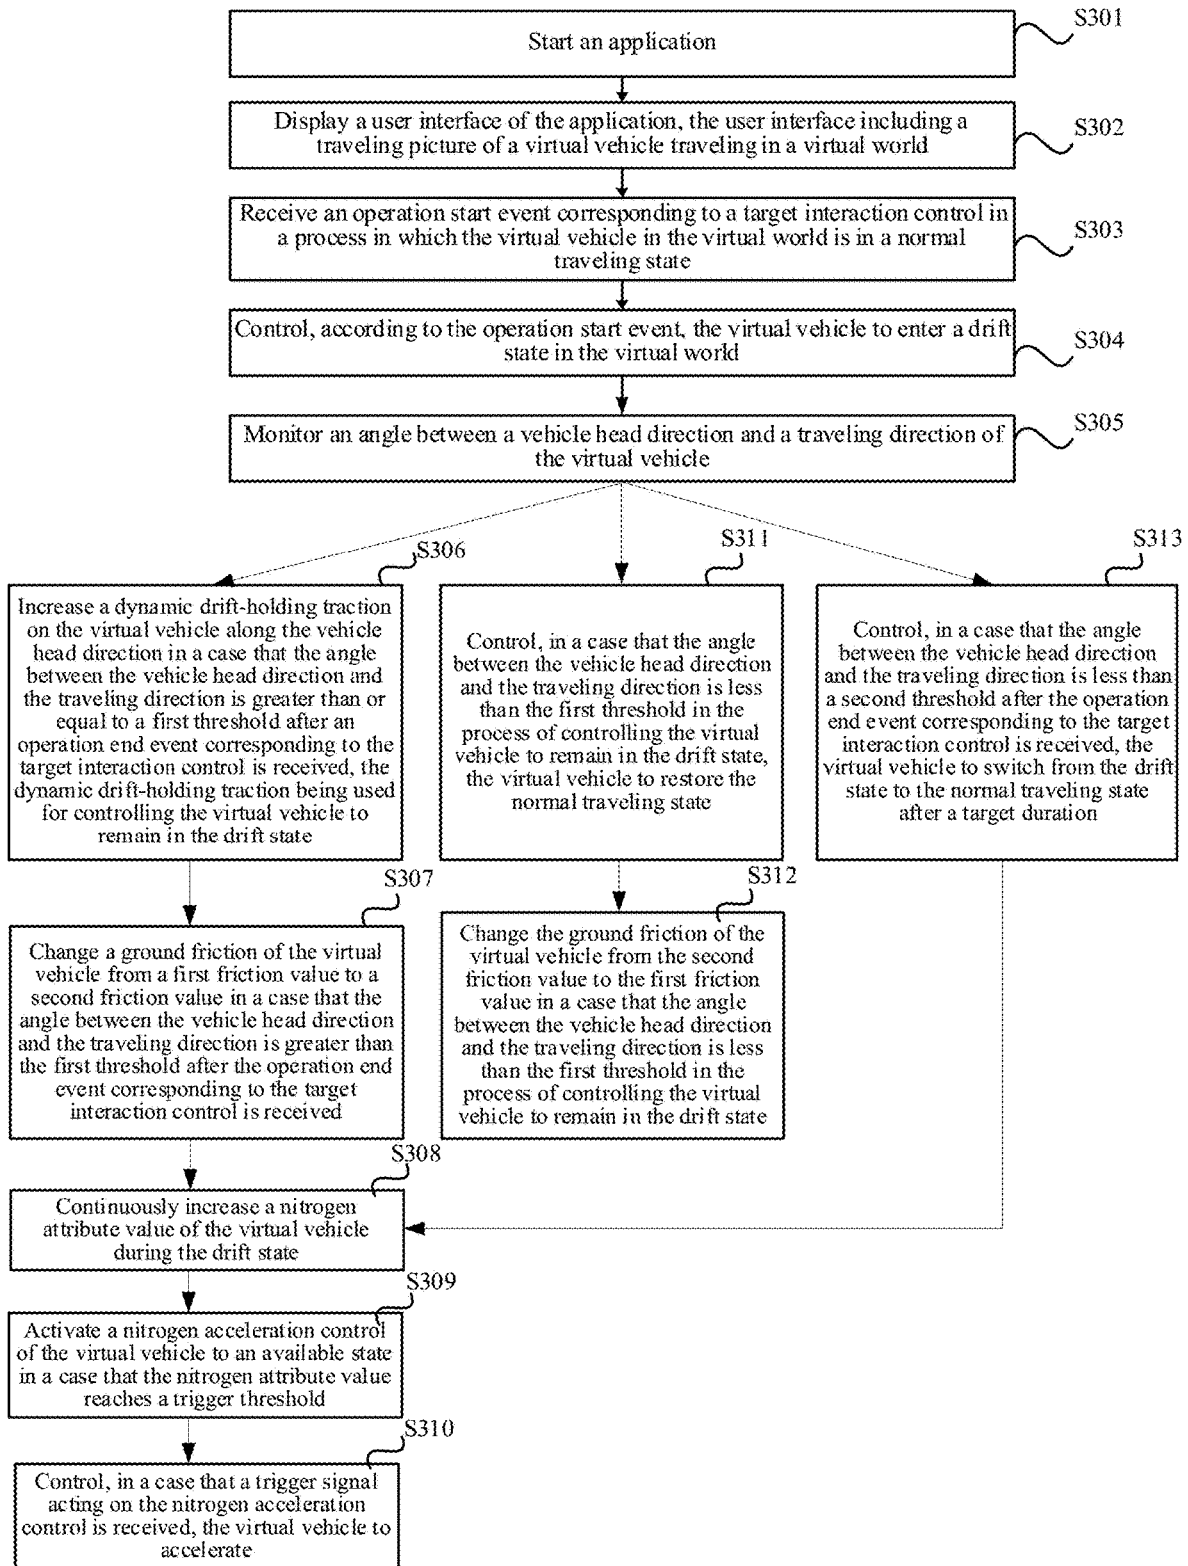 S301
Start an application
S302
Display a user interface of the application, the user interface including a
traveling picture of a virtual vehicle traveling in a virtual world
S303
Receive an operation start event corresponding to a target interaction control in
a process in which the virtual vehicle in the virtual world is in a normal
traveling state
S304
Control, according to the operation start event, the virtual vehicle to enter a drift
state in the virtual world
S305
Monitor an angle between a vehicle head direction and a traveling direction of
the virtual vehicle
S306
Increase a dynamic drift-holding traction
on the virtual vehicle along the vehicle
head direction in a case that the angle
between the vehicle head direction and
the traveling direction is greater than or
equal to a first threshold after an
operation end event corresponding to the
target interaction control is received, the
dynamic drift-holding traction being used
for controlling the virtual vehicle to
remain in the drift state
S311
Control, in a case that the angle
between the vehicle head direction
and the traveling direction is less
than the first threshold in the
process of controlling the virtual
vehicle to remain in the drift state,
the virtual vehicle to restore the
normal traveling state
S313
Control, in a case that the angle
between the vehicle head direction
and the traveling direction is less than
a second threshold after the operation
end event corresponding to the target
interaction control is received, the
virtual vehicle to switch from the drift
state to the normal traveling state
after a target duration
S307
Change a ground friction of the virtual
vehicle from a first friction value to a
second friction value in a case that the
angle between the vehicle head direction
and the traveling direction is greater than
the first threshold after the operation end
event corresponding to the target
interaction control is received
S312
Change the ground friction of the
virtual vehicle from the second
friction value to the first friction
value in a case that the angle
between the vehicle head direction
and the traveling direction is less
than the first threshold in the
process of controlling the virtual
vehicle to remain in the drift state
S308
Continuously increase a nitrogen
attribute value of the virtual vehicle
during the drift state
S309
Activate a nitrogen acceleration control
of the virtual vehicle to an available state
in a case that the nitrogen attribute value
reaches a trigger threshold
S310
Control, in a case that a trigger signal
acting on the nitrogen acceleration
control is received, the virtual vehicle to
accelerate